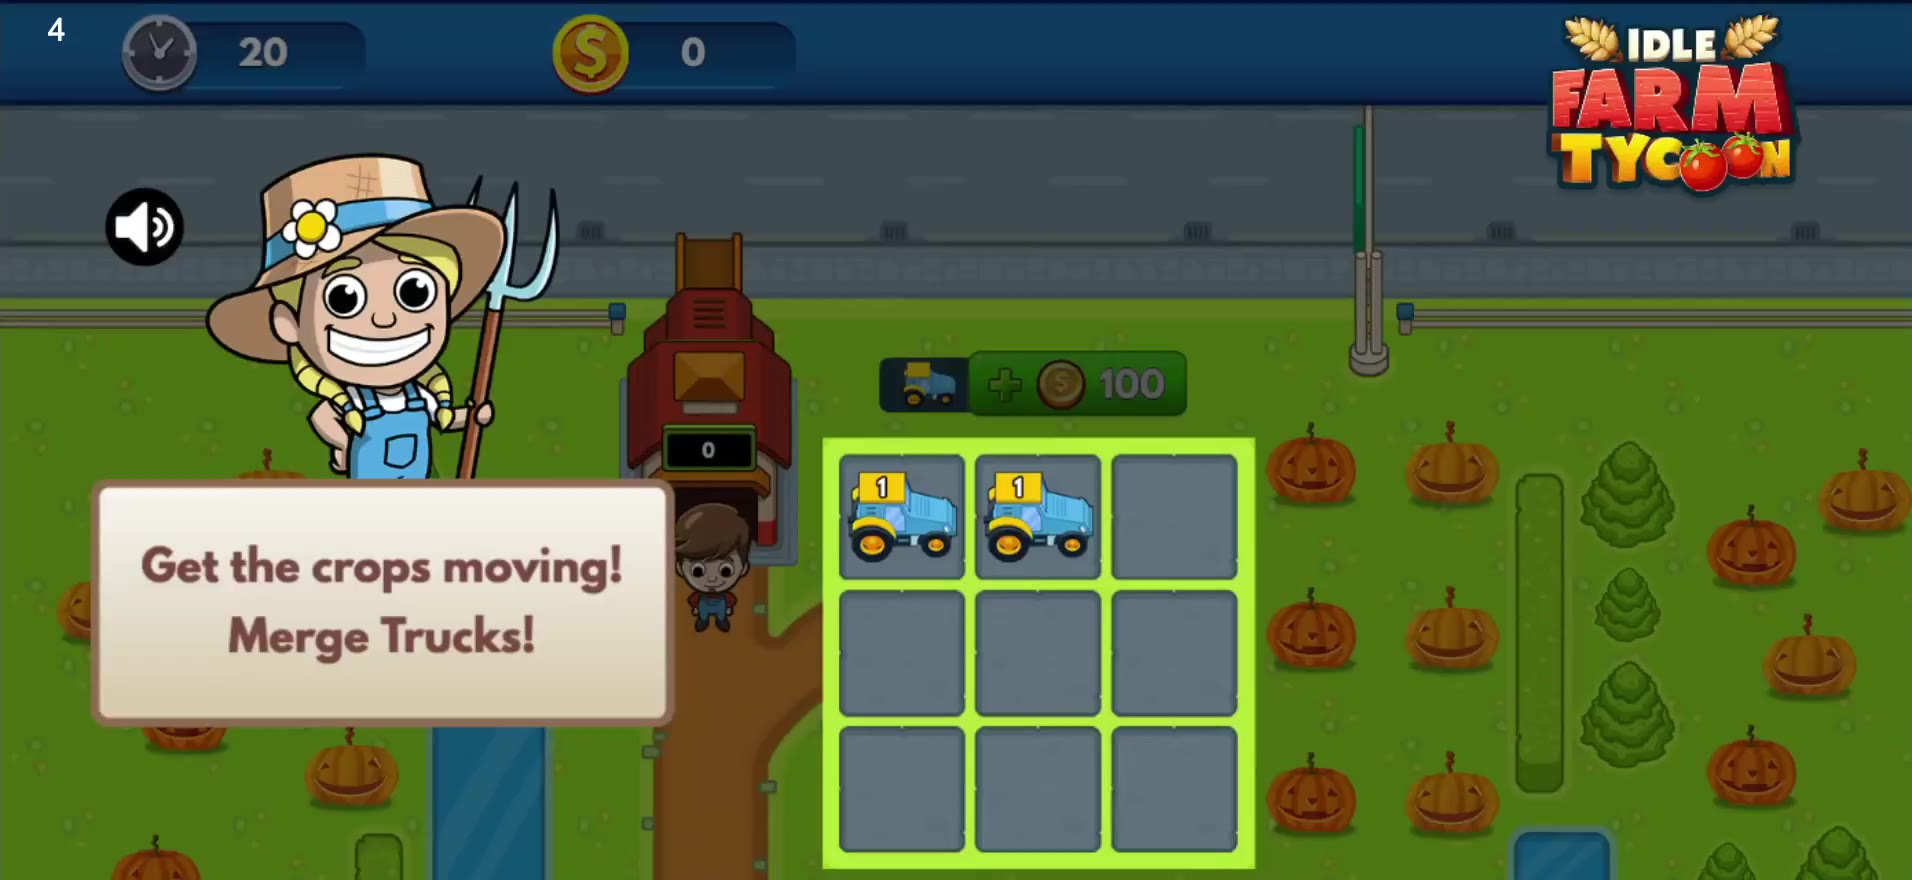 4
20
0
IDLE
FARM
TYCOON
100
0
1 1
Get the crops moving!
Merge Trucks!